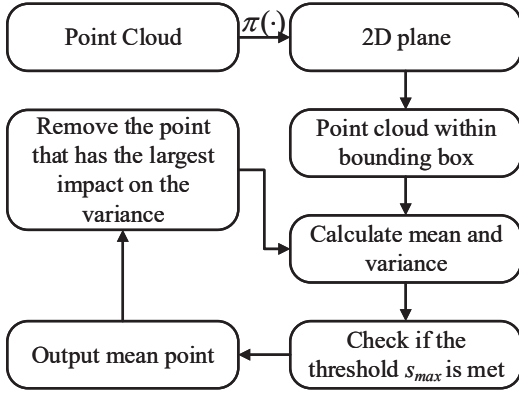 Point Cloud
π(·)
2D plane
Point cloud within
bounding box
Remove the point
that has the largest
impact on the
variance
Calculate mean and
variance
Check if the
threshold smax is met
Output mean point